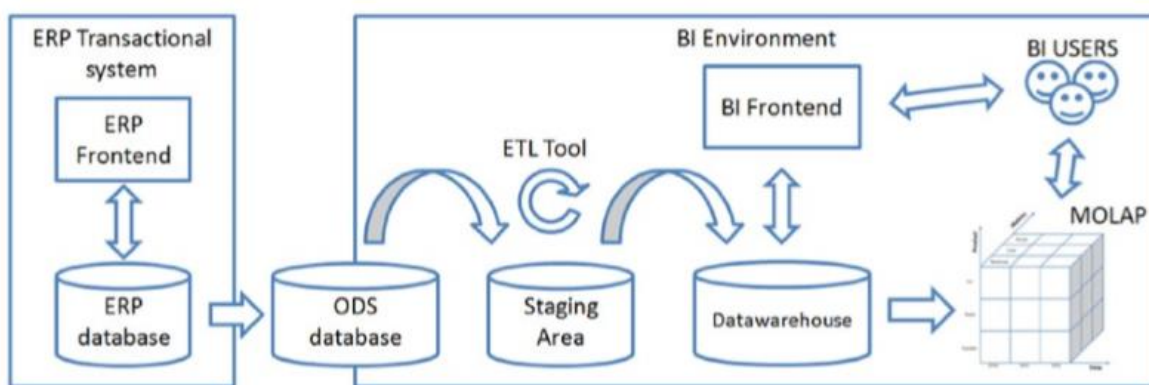 ERP Transactional
system
ERP
Frontend
ERP
database
BI Environment
BI USERS
BI Frontend
ETL Tool
MOLAP
ODS
database
Staging
Area
Datawarehouse